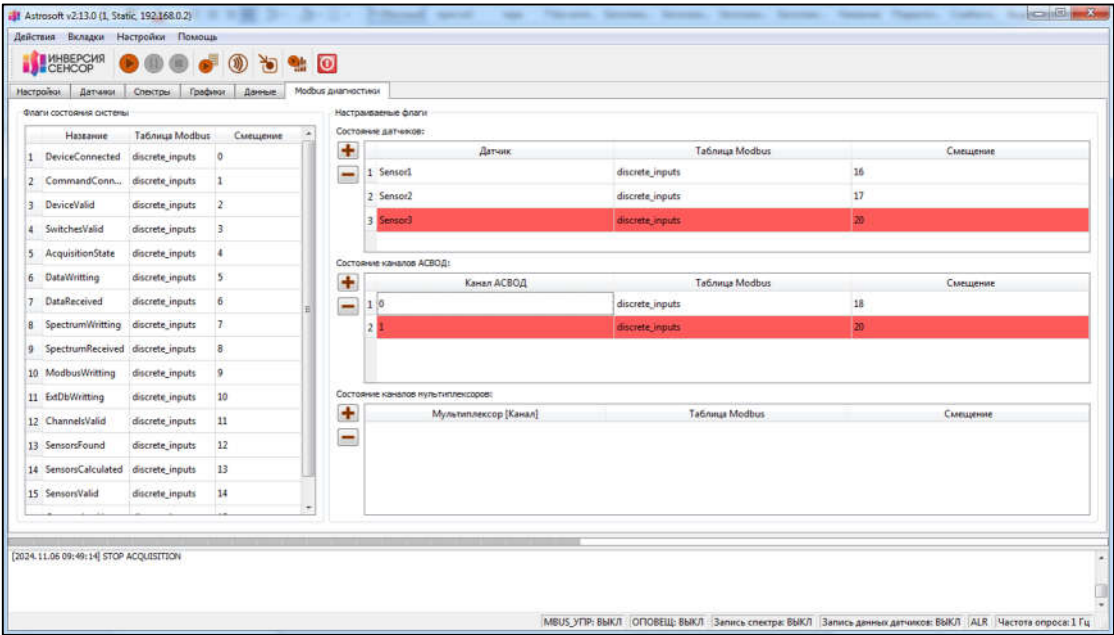 Astrosoft v2.13.0 (1, Static, 192.168.0.2)
Действия Вкладки Настройки Помощь
ИНВЕРСИЯ
СЕНСОР
Настройки Датчики Спектры Графики Данные Modbus диагностики
Флаги состояния системы
Название Таблица Modbus Смещение
1 DeviceConnected discrete_inputs 0
2 CommandConn... discrete_inputs 1
3 DeviceValid discrete_inputs 2
4 SwitchesValid discrete_inputs 3
5 AcquisitionState discrete_inputs 4
6 DataWritting discrete_inputs 5
7 DataReceived discrete_inputs 6
8 SpectrumWritting discrete_inputs 7
9 SpectrumReceived discrete_inputs 8
10 ModbusWritting discrete_inputs 9
11 ExtDbWritting discrete_inputs 10
12 ChannelsValid discrete_inputs 11
13 SensorsFound discrete_inputs 12
14 SensorsCalculated discrete_inputs 13
15 SensorsValid discrete_inputs 14
Настраиваемые флаги
Состояние датчиков:
Датчик Таблица Modbus Смещение
1 Sensor1 discrete_inputs 16
2 Sensor2 discrete_inputs 17
3 Sensor3 discrete_inputs 20
Состояние каналов АСВОД:
Канал АСВОД Таблица Modbus Смещение
1 0 discrete_inputs 18
2 1 discrete_inputs 20
Состояние каналов мультиплексоров:
Мультиплексор [Канал] Таблица Modbus Смещение
[2024.11.06 09:49:14] STOP ACQUISITION
MBUS_УПР: ВЫКЛ ОПОВЕЩ: ВЫКЛ Запись спектра: ВЫКЛ Запись данных датчиков: ВЫКЛ ALR Частота опроса: 1 Гц